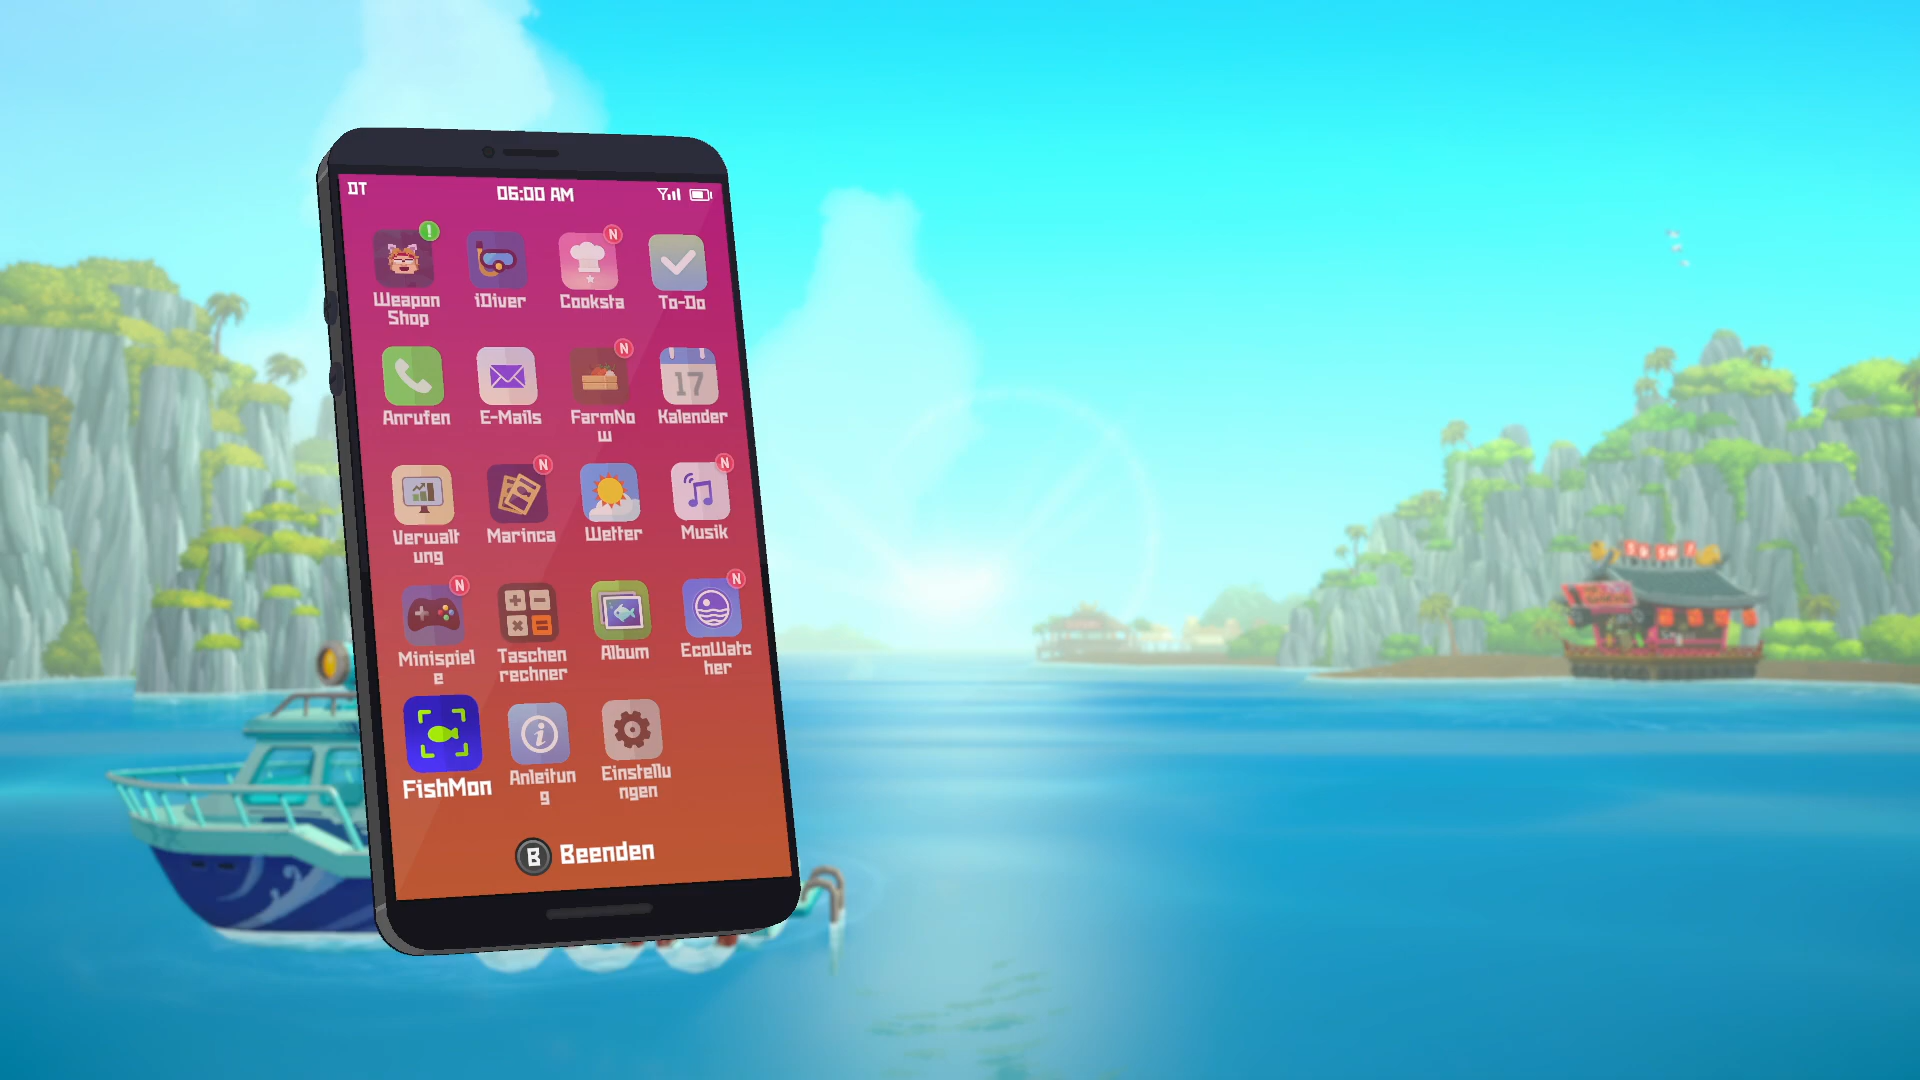 DT
06:00 AM
!
N
Weapon
Shop
iDiver
Cooksta
To-Do
N
17
Anrufen
E-Mails
FarmNo
w
Kalender
N
N
Verwalt
ung
Marinca
Wetter
Musik
N
N
Minispiel
e
Taschen
rechner
Album
EcoWatc
her
FishMon
i
Anleitun
g
Einstellu
ngen
B Beenden